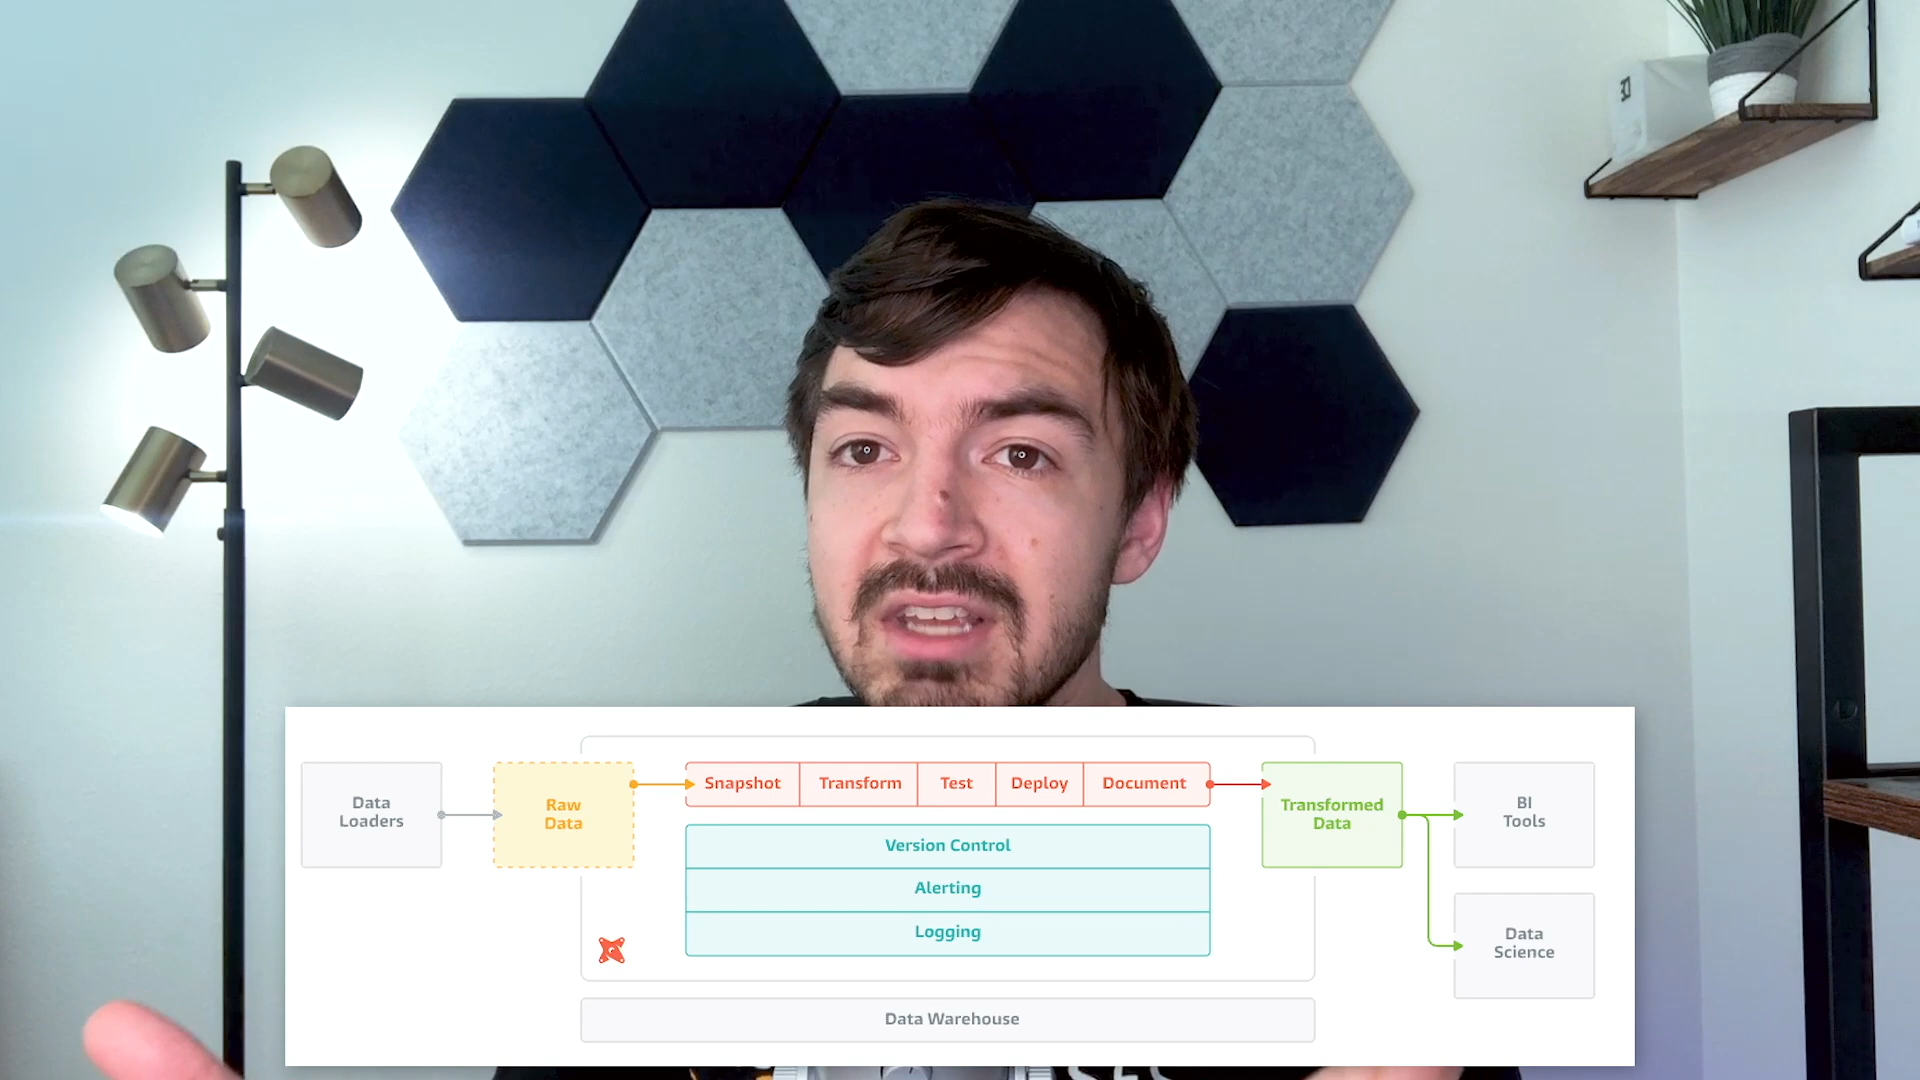 Data
Loaders
Raw
Data
Snapshot
Transform
Test
Deploy
Document
Version Control
Alerting
Logging
Transformed
Data
BI
Tools
Data
Science
Data Warehouse